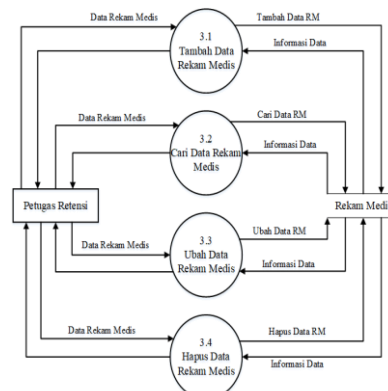 Data Rekam Medis
3.1
Tambah Data
Rekam Medis
Tambah Data RM
Informasi Data
Data Rekam Medis
3.2
Cari Data Rekam
Medis
Cari Data RM
Informasi Data
Petugas Retensi
Rekam Medi
Data Rekam Medis
3.3
Ubah Data
Rekam Medis
Ubah Data RM
Informasi Data
Data Rekam Medis
3.4
Hapus Data
Rekam Medis
Hapus Data RM
Informasi Data